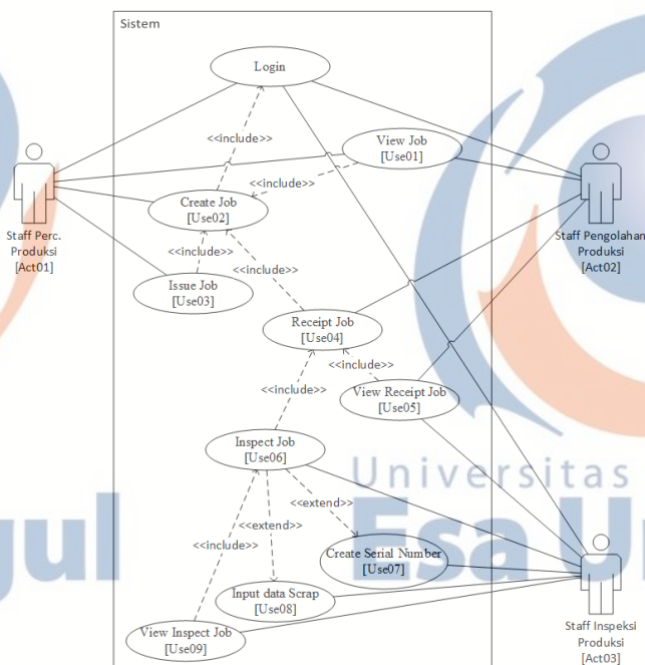 Sistem
Login
<<include>>
View Job
[Use01]
<<include>>
Create Job
[Use02]
Staff Perc.
Produksi
[Act01]
Staff Pengolahan
Produksi
[Act02]
<<include>>
<<include>>
Issue Job
[Use03]
Receipt Job
[Use04]
<<include>>
<<include>>
View Receipt Job
[Use05]
Inspect Job
[Use06]
Universitas
<<extend>>
<<extend>>
<<include>>
gul
Esa Un
Create Serial Number
[Use07]
Input data Scrap
[Use08]
View Inspect Job
[Use09]
Staff Inspeksi
Produksi
[Act03]